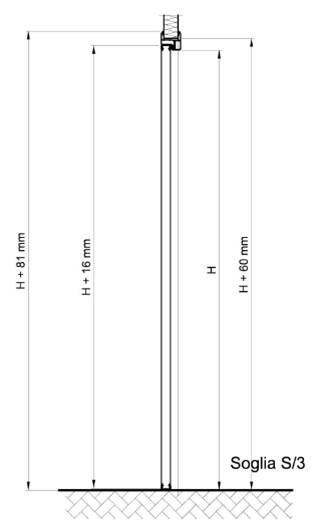 H + 81 mm
H + 16 mm
H
H + 60 mm
Soglia S/3